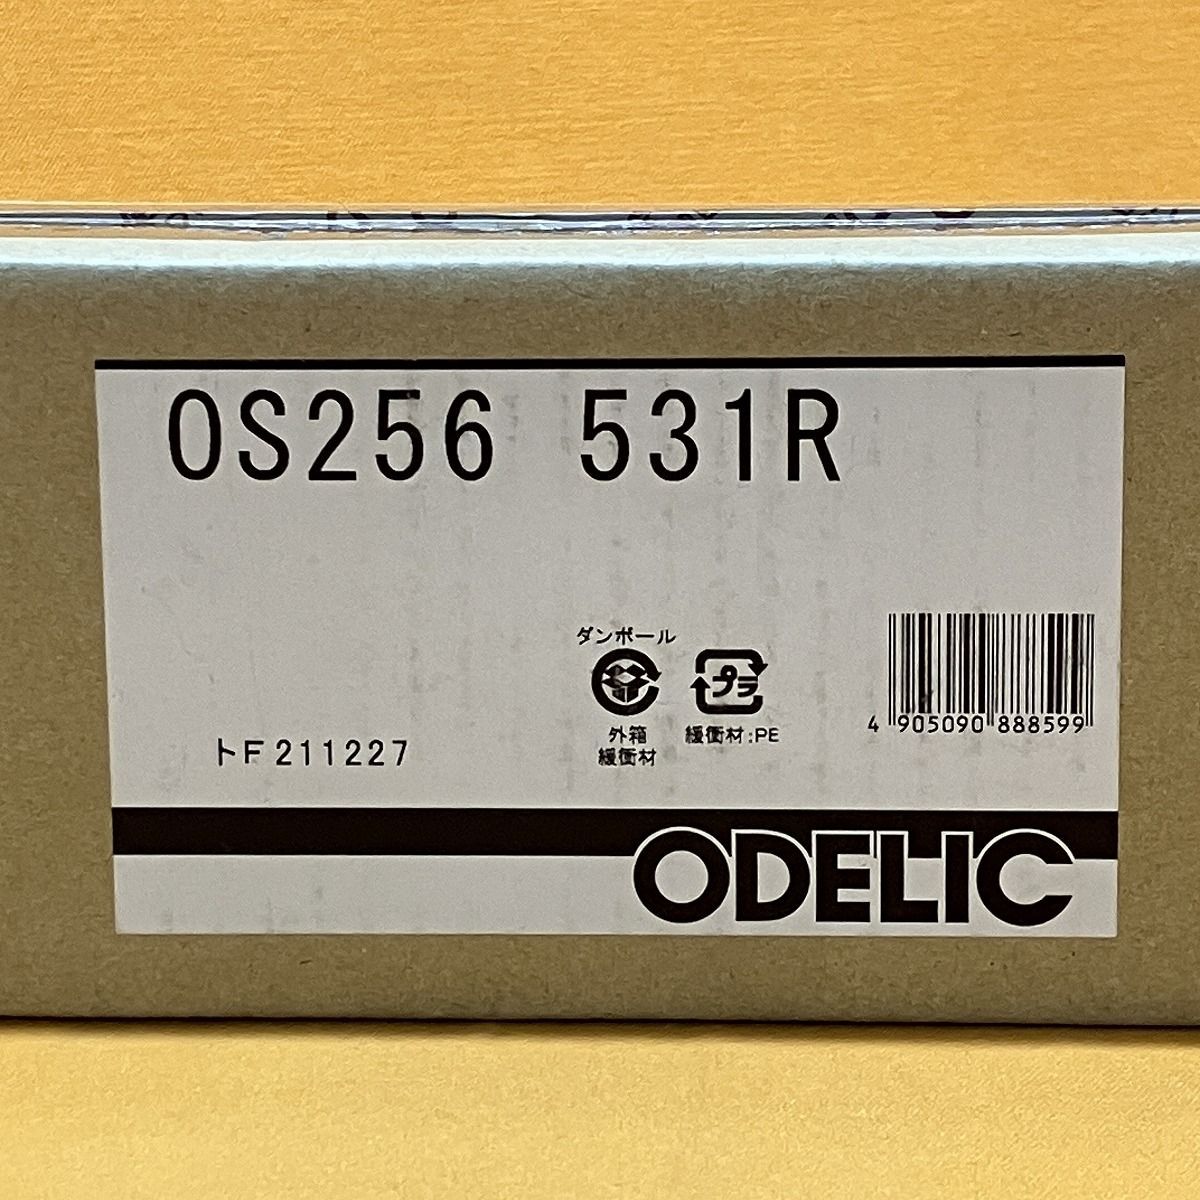 OS256 531R
ダンボール
プラ
外箱
緩衝材
緩衝材:PE
4 905090 888599
トF211227
ODELIC